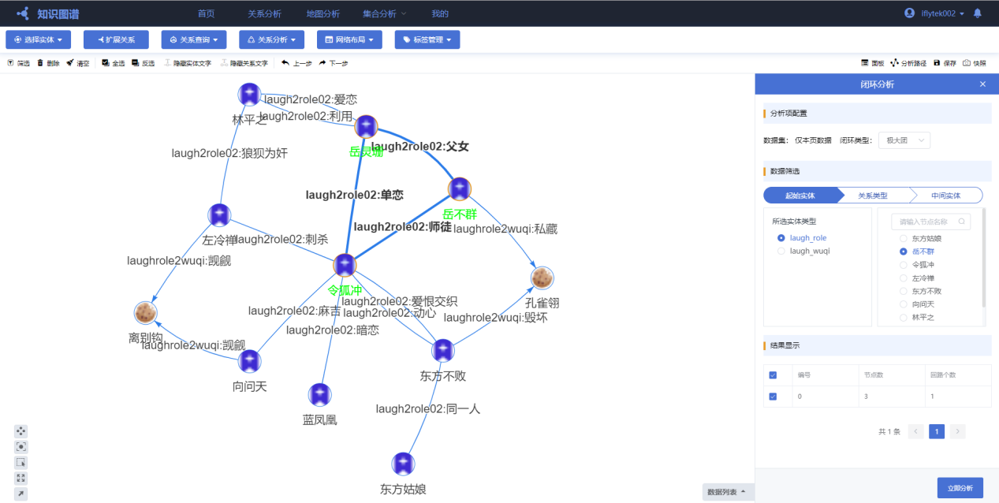 知识图谱
首页 关系分析 地图分析 集合分析 我的
iflytek002
选择实体 扩展关系 关系查询 关系分析 网络布局 标签管理
筛选 删除 清空 全选 反选 隐藏实体文字 隐藏关系文字 上一步 下一步
面板 分析路径 保存 快照
laugh2role02:爱恋
laugh2role02:利用
林平之
laugh2role02:狼狈为奸
岳灵珊
laugh2role02:父女
laugh2role02:单恋
岳不群
laugh2role02:师徒
laughrole2wuqi:私藏
左冷禅
laugh2role02:刺杀
laughrole2wuqi:觊觎
令狐冲
孔雀翎
laugh2role02:爱恨交织
laugh2role02:麻吉
laugh2role02:动心
laughrole2wuqi:毁坏
laugh2role02:暗恋
离别钩
laughrole2wuqi:觊觎
向问天
东方不败
蓝凤凰
laugh2role02:同一人
东方姑娘
数据列表
闭环分析
分析项配置
数据集: 仅本页数据 闭环类型: 极大团
数据筛选
起始实体 关系类型 中间实体
所选实体类型
laugh_role
laugh_wuqi
请输入节点名称
东方姑娘
岳不群
令狐冲
左冷禅
东方不败
向问天
林平之
结果显示
编号 节点数 回路个数
0 3 1
共 1 条 1
立即分析